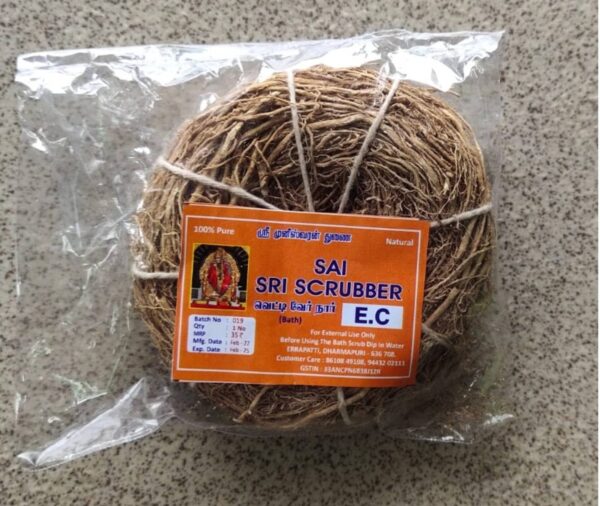 100% Pure
ஸ்ரீ முனீஸ்வரன் துணை
Natural
SAI
SRI SCRUBBER
வெட்டி வேர் நார்
E.C
(Bath)
Batch No : 019
Qty : 1 No
MRP : 35 ₹
Mfg. Date : Feb - 22
Exp. Date : Feb - 25
For External Use Only
Before Using The Bath Scrub Dip in Water
ERRAPATTI, DHARMAPURI - 636 708.
Customer Care : 86108 49108, 94432 02333
GSTIN :